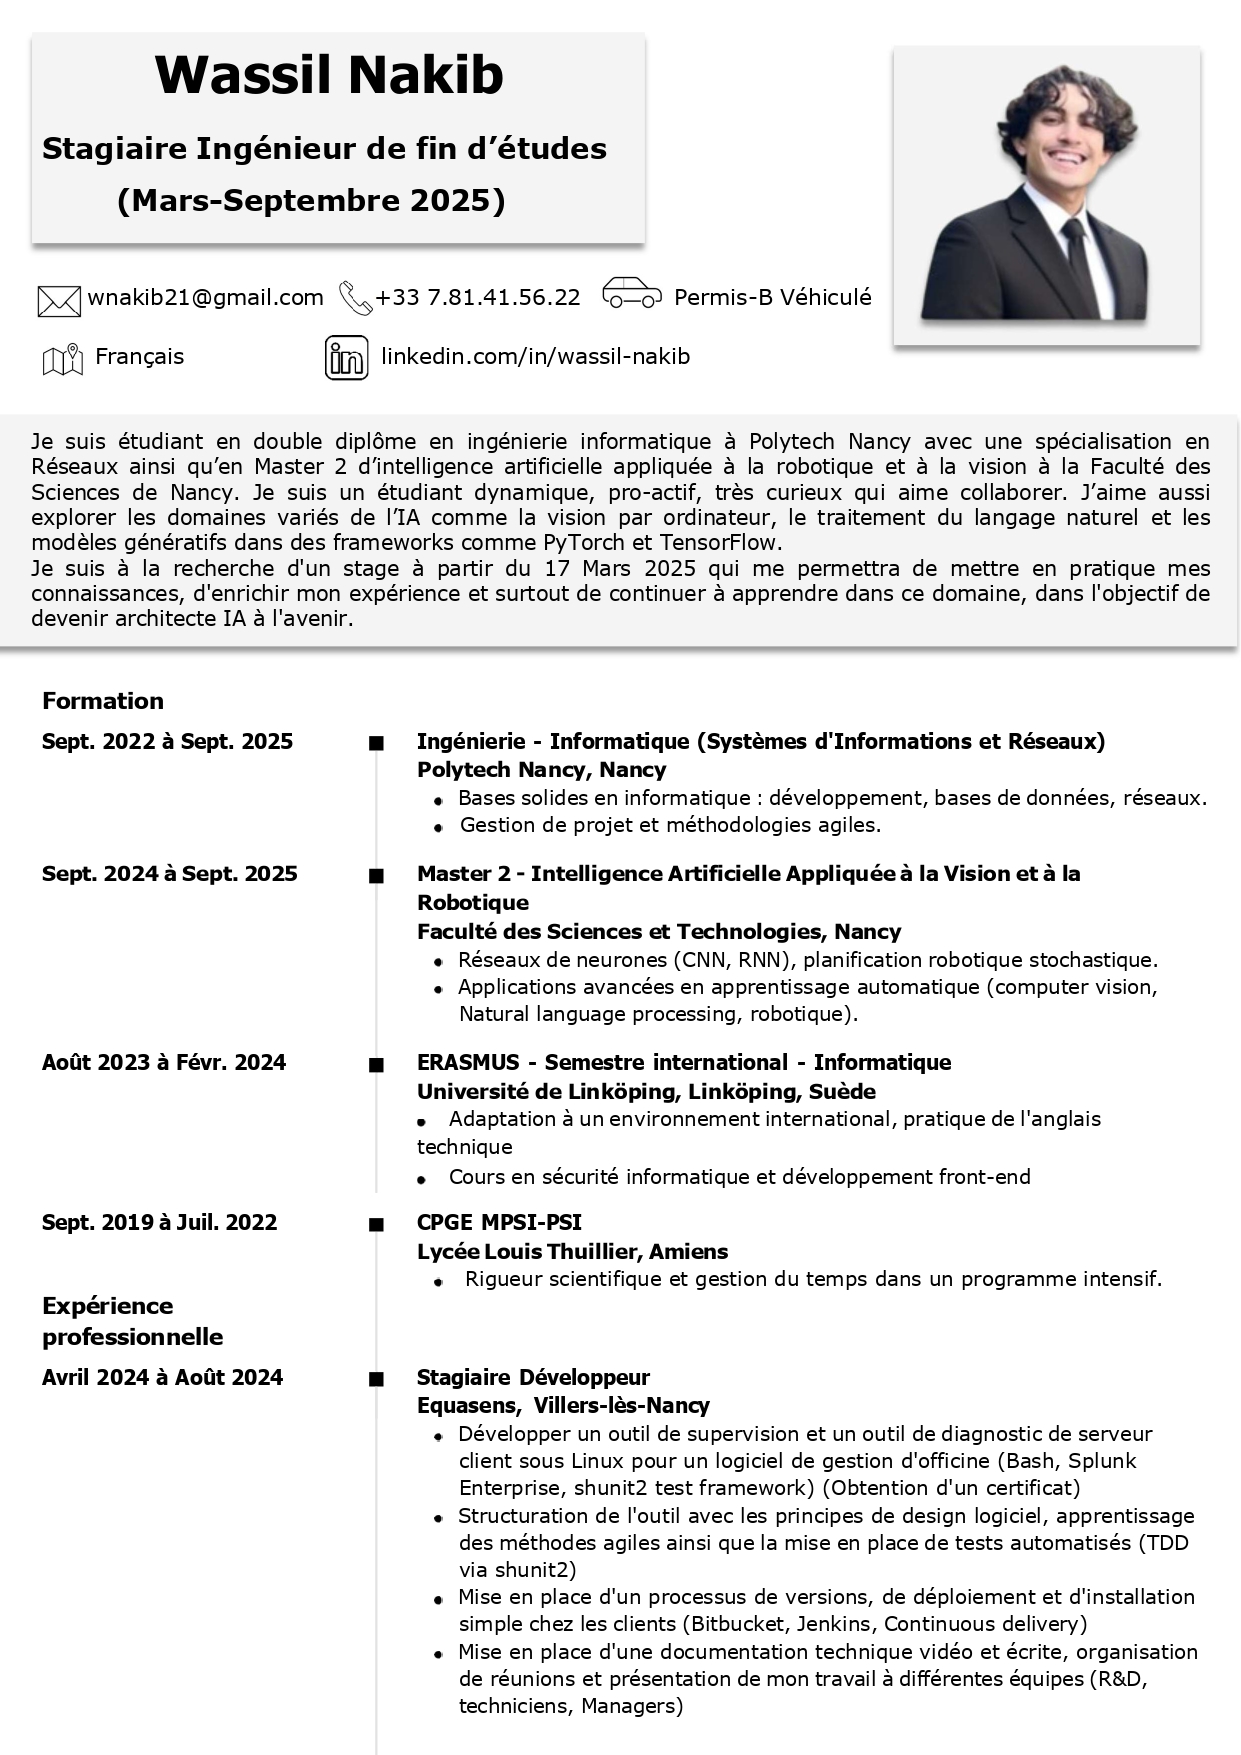 Wassil Nakib
Stagiaire Ingénieur de fin d’études
(Mars-Septembre 2025)
wnakib21@gmail.com +33 7.81.41.56.22 Permis-B Véhiculé
Français in linkedin.com/in/wassil-nakib
Je suis étudiant en double diplôme en ingénierie informatique à Polytech Nancy avec une spécialisation en
Réseaux ainsi qu’en Master 2 d’intelligence artificielle appliquée à la robotique et à la vision à la Faculté des
Sciences de Nancy. Je suis un étudiant dynamique, pro-actif, très curieux qui aime collaborer. J’aime aussi
explorer les domaines variés de l’IA comme la vision par ordinateur, le traitement du langage naturel et les
modèles génératifs dans des frameworks comme PyTorch et TensorFlow.
Je suis à la recherche d'un stage à partir du 17 Mars 2025 qui me permettra de mettre en pratique mes
connaissances, d'enrichir mon expérience et surtout de continuer à apprendre dans ce domaine, dans l'objectif de
devenir architecte IA à l'avenir.
Formation
Sept. 2022 à Sept. 2025 Ingénierie - Informatique (Systèmes d'Informations et Réseaux)
Polytech Nancy, Nancy
• Bases solides en informatique : développement, bases de données, réseaux.
• Gestion de projet et méthodologies agiles.
Sept. 2024 à Sept. 2025 Master 2 - Intelligence Artificielle Appliquée à la Vision et à la
Robotique
Faculté des Sciences et Technologies, Nancy
• Réseaux de neurones (CNN, RNN), planification robotique stochastique.
• Applications avancées en apprentissage automatique (computer vision,
Natural language processing, robotique).
Août 2023 à Févr. 2024 ERASMUS - Semestre international - Informatique
Université de Linköping, Linköping, Suède
• Adaptation à un environnement international, pratique de l'anglais
technique
• Cours en sécurité informatique et développement front-end
Sept. 2019 à Juil. 2022 CPGE MPSI-PSI
Lycée Louis Thuillier, Amiens
• Rigueur scientifique et gestion du temps dans un programme intensif.
Expérience
professionnelle
Avril 2024 à Août 2024 Stagiaire Développeur
Equasens, Villers-lès-Nancy
• Développer un outil de supervision et un outil de diagnostic de serveur
client sous Linux pour un logiciel de gestion d'officine (Bash, Splunk
Enterprise, shunit2 test framework) (Obtention d'un certificat)
• Structuration de l'outil avec les principes de design logiciel, apprentissage
des méthodes agiles ainsi que la mise en place de tests automatisés (TDD
via shunit2)
• Mise en place d'un processus de versions, de déploiement et d'installation
simple chez les clients (Bitbucket, Jenkins, Continuous delivery)
• Mise en place d'une documentation technique vidéo et écrite, organisation
de réunions et présentation de mon travail à différentes équipes (R&D,
techniciens, Managers)